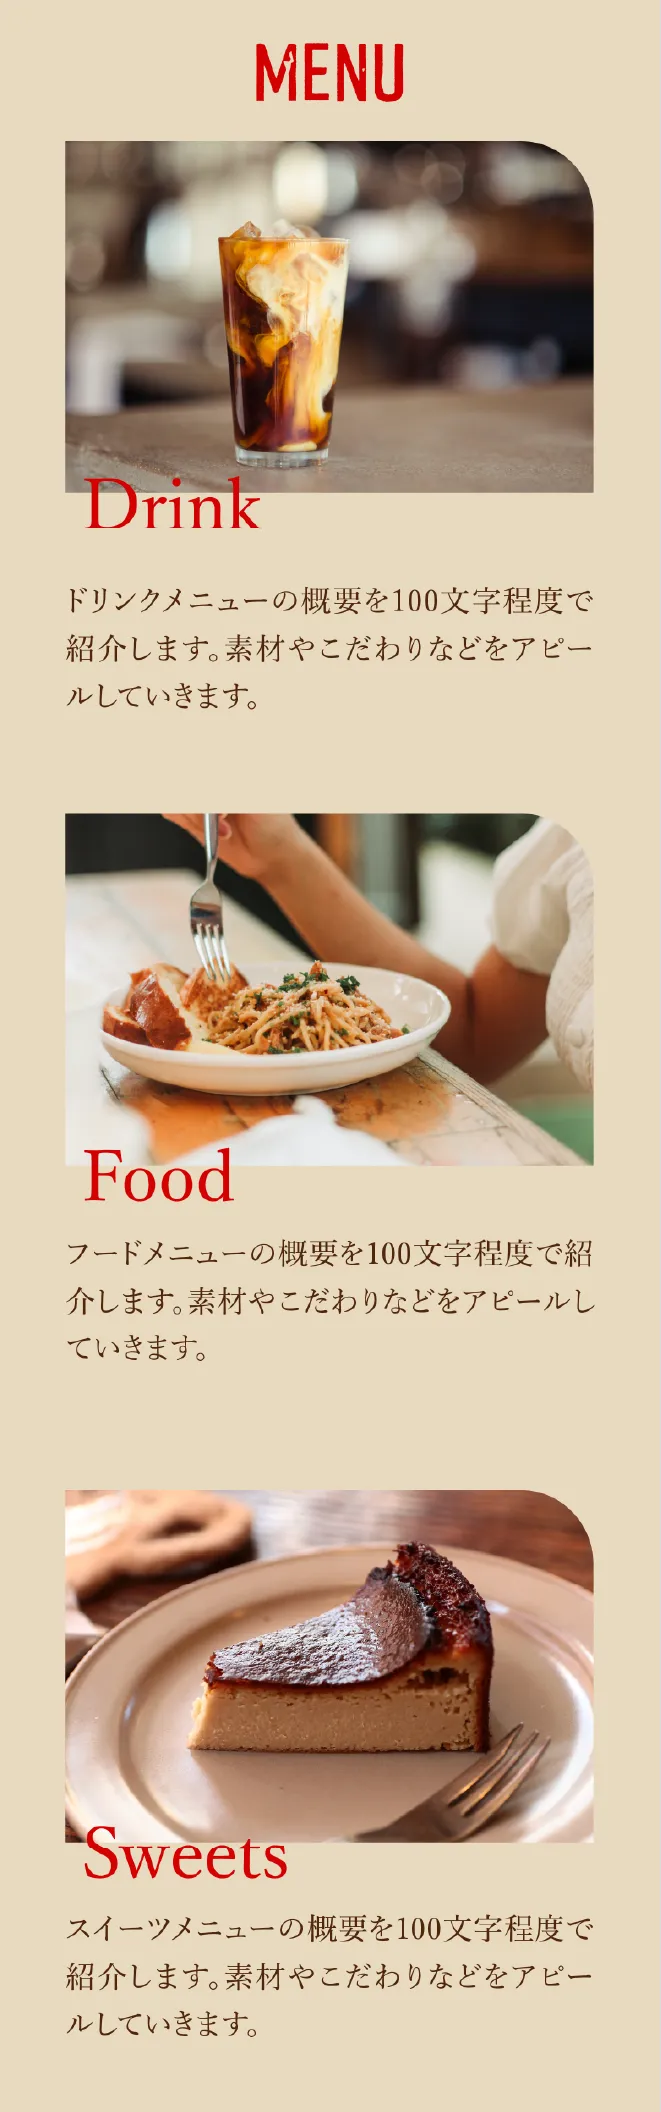 MENU
Drink
ドリンクメニューの概要を100文字程度で
紹介します。素材やこだわりなどをアピー
ルしていきます。
Food
フードメニューの概要を100文字程度で紹
介します。素材やこだわりなどをアピールし
ていきます。
Sweets
スイーツメニューの概要を100文字程度で
紹介します。素材やこだわりなどをアピー
ルしていきます。